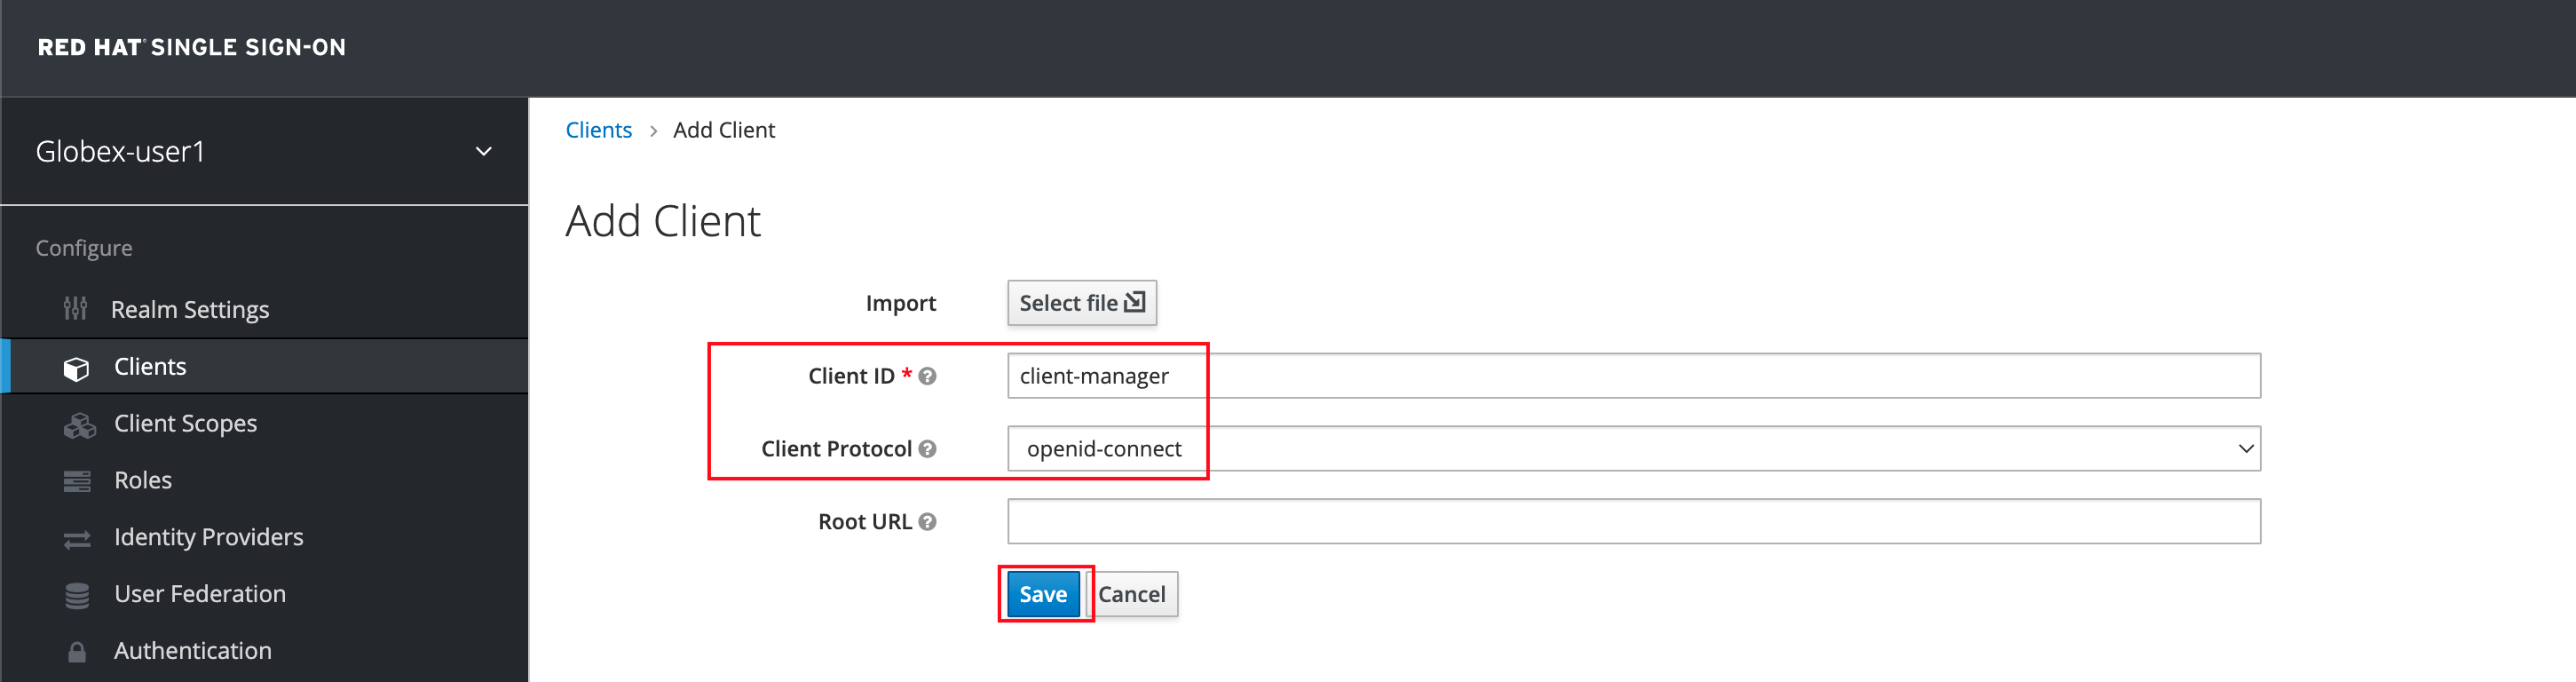 RED HAT® SINGLE SIGN-ON
Globex-user1
Configure
Realm Settings
Clients
Client Scopes
Roles
Identity Providers
User Federation
Authentication
Clients > Add Client
Add Client
Import Select file
Client ID * client-manager
Client Protocol openid-connect
Root URL
Save Cancel